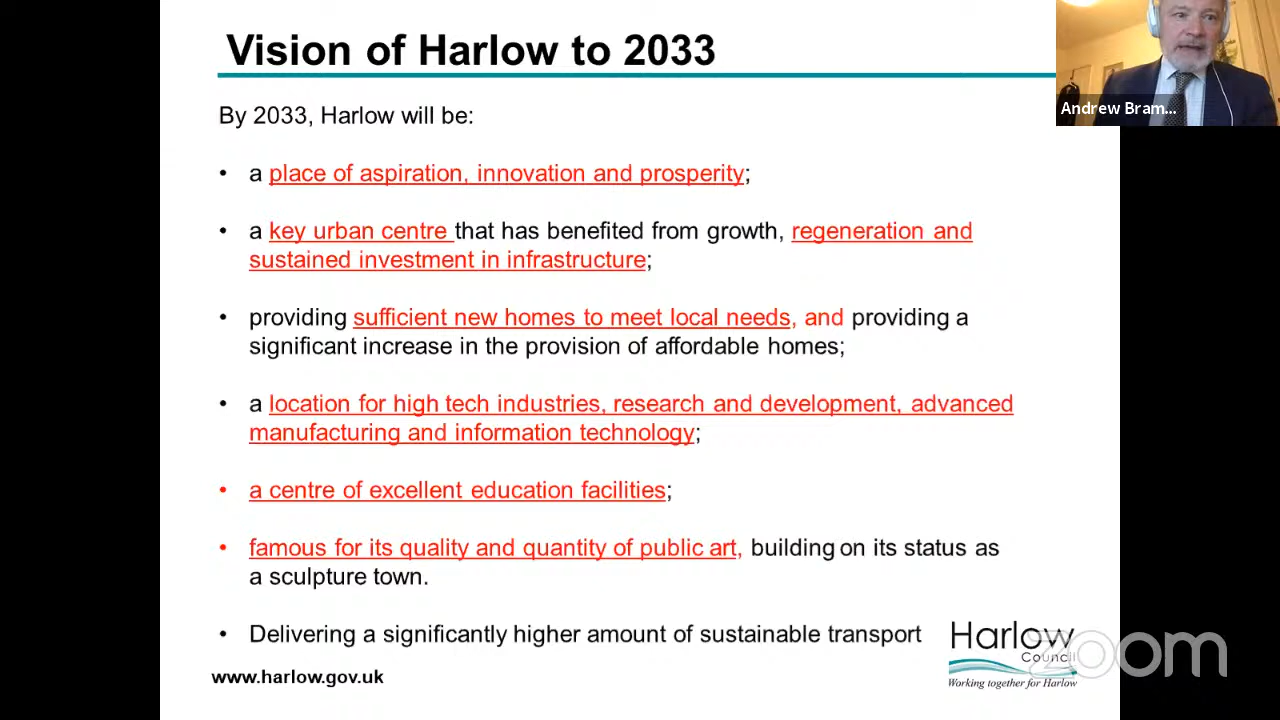 Vision of Harlow to 2033
By 2033, Harlow will be:
• a place of aspiration, innovation and prosperity;
• a key urban centre that has benefited from growth, regeneration and
sustained investment in infrastructure;
• providing sufficient new homes to meet local needs, and providing a
significant increase in the provision of affordable homes;
• a location for high tech industries, research and development, advanced
manufacturing and information technology;
• a centre of excellent education facilities;
• famous for its quality and quantity of public art, building on its status as
a sculpture town.
• Delivering a significantly higher amount of sustainable transport
www.harlow.gov.uk
Harlow
Council
Working together for Harlow
zoom
Andrew Bram...